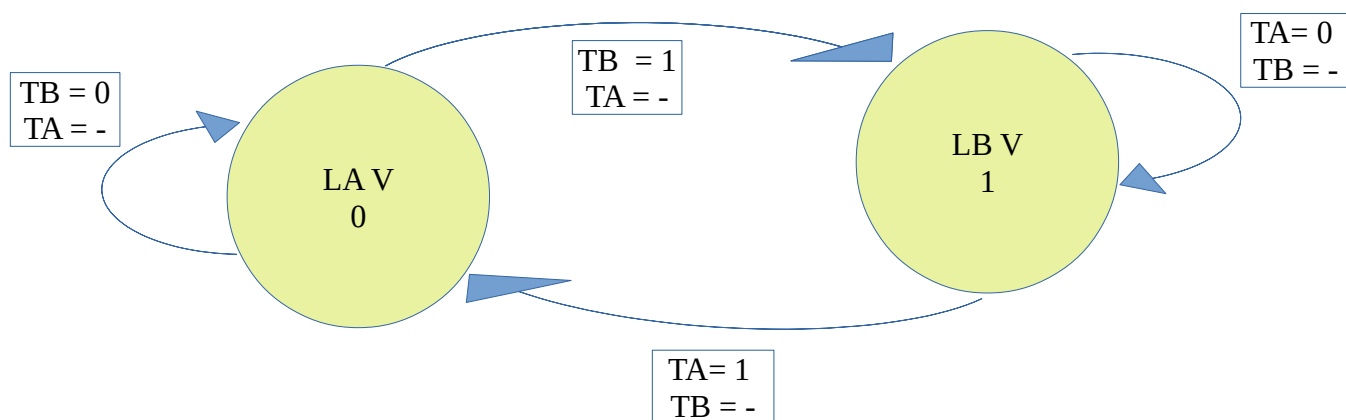 TB = 0
TA = -
LA V
0
TB  = 1
TA = -
LB V
1
TA= 0
TB = -
TA= 1
TB = -